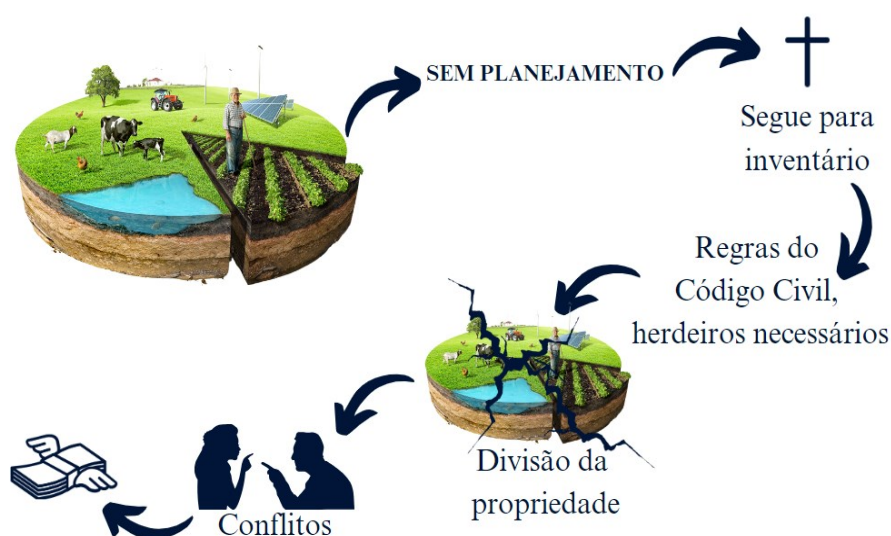 SEM PLANEJAMENTO
Segue para
inventário
Regras do
Código Civil,
herdeiros necessários
Divisão da
propriedade
Conflitos